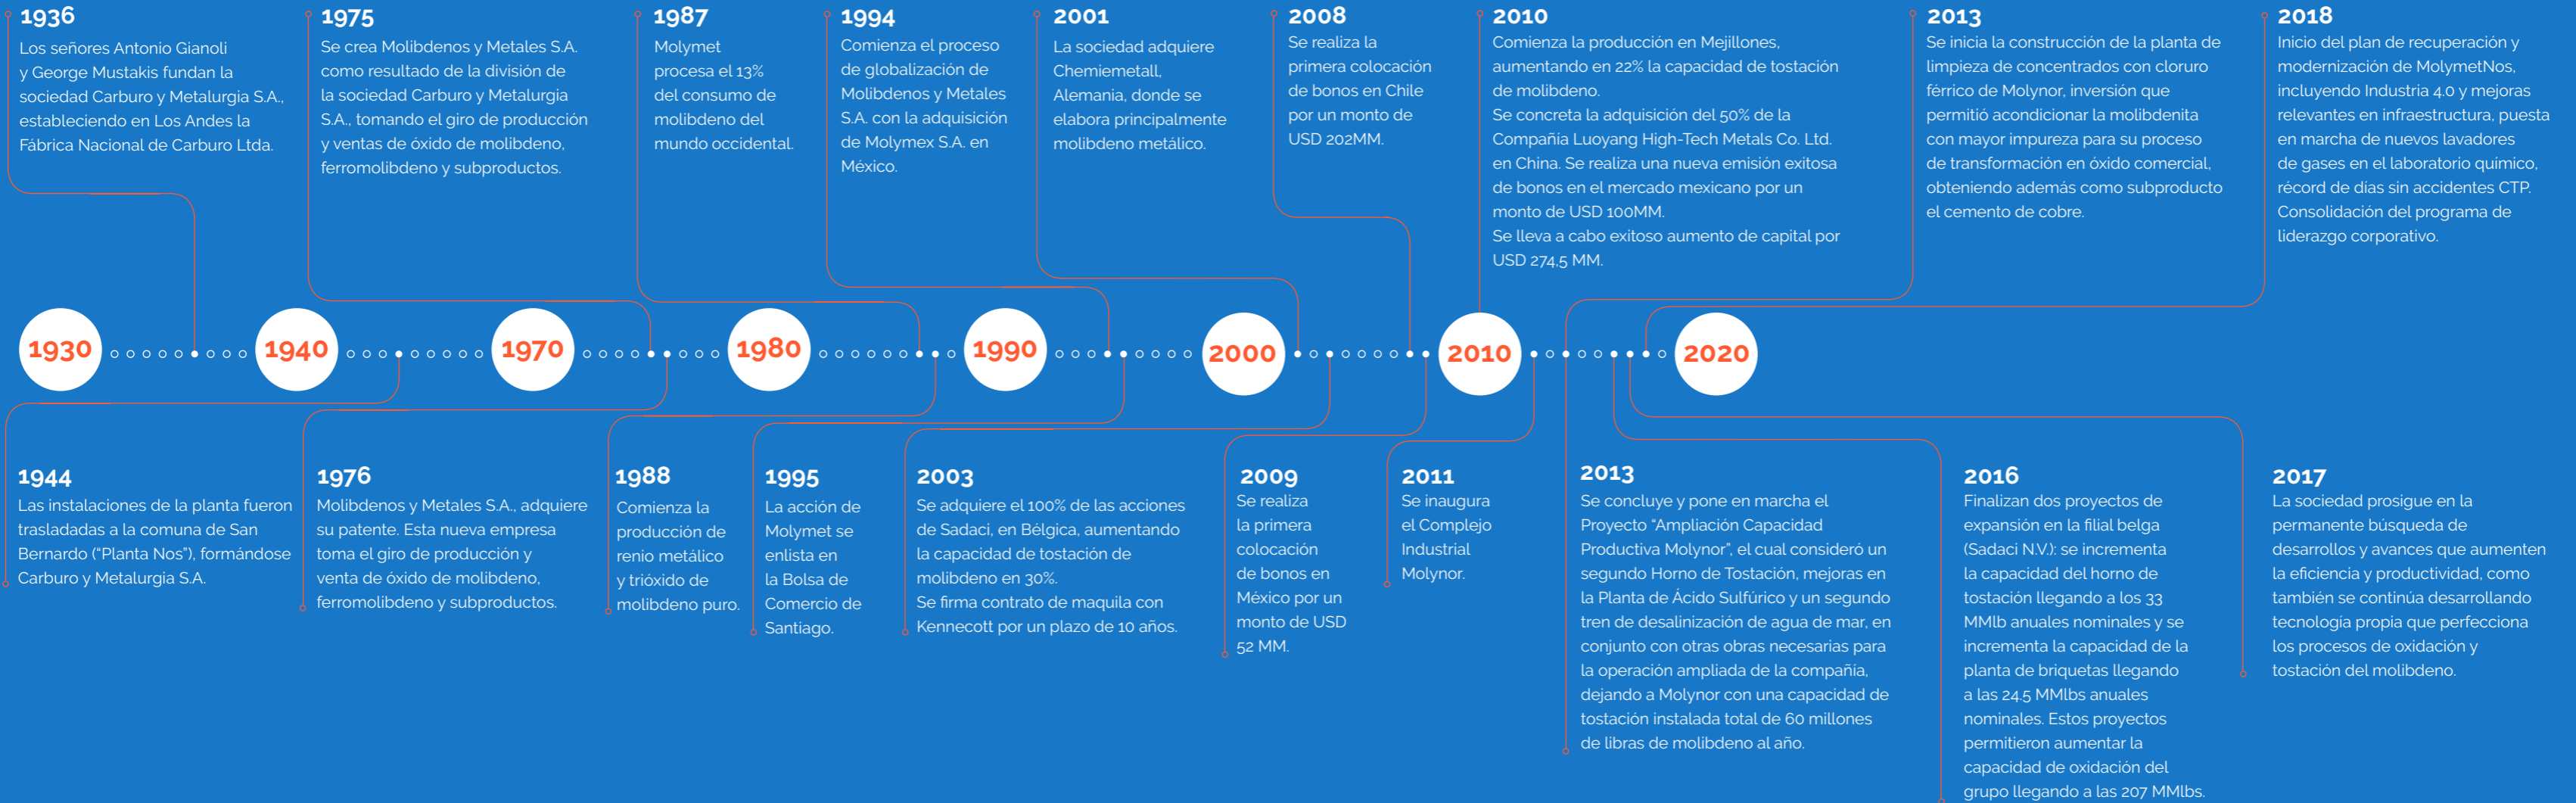 1936
Los señores Antonio Gianoli
y George Mustakis fundan la
sociedad Carburo y Metalurgia S.A.,
estableciendo en Los Andes la
Fábrica Nacional de Carburo Ltda.
1975
Se crea Molibdenos y Metales S.A.
como resultado de la división de
la sociedad Carburo y Metalurgia
S.A., tomando el giro de producción
y ventas de óxido de molibdeno,
ferromolibdeno y subproductos.
1987
Molymet
procesa el 13%
del consumo de
molibdeno del
mundo occidental.
1994
Comienza el proceso
de globalización de
Molibdenos y Metales
S.A. con la adquisición
de Molymex S.A. en
México.
2001
La sociedad adquiere
Chemiemetall,
Alemania, donde se
elabora principalmente
molibdeno metálico.
2008
Se realiza la
primera colocación
de bonos en Chile
por un monto de
USD 202MM.
2010
Comienza la producción en Mejillones,
aumentando en 22% la capacidad de tostación
de molibdeno.
Se concreta la adquisición del 50% de la
Compañía Luoyang High-Tech Metals Co. Ltd.
en China. Se realiza una nueva emisión exitosa
de bonos en el mercado mexicano por un
monto de USD 100MM.
Se lleva a cabo exitoso aumento de capital por
USD 274,5 MM.
2013
Se inicia la construcción de la planta de
limpieza de concentrados con cloruro
férrico de Molynor, inversión que
permitió acondicionar la molibdenita
con mayor impureza para su proceso
de transformación en óxido comercial,
obteniendo además como subproducto
el cemento de cobre.
2018
Inicio del plan de recuperación y
modernización de MolymetNos,
incluyendo Industria 4.0 y mejoras
relevantes en infraestructura, puesta
en marcha de nuevos lavadores
de gases en el laboratorio químico,
récord de días sin accidentes CTP.
Consolidación del programa de
liderazgo corporativo.
1930
1940
1970
1980
1990
2000
2010
2020
1944
Las instalaciones de la planta fueron
trasladadas a la comuna de San
Bernardo (“Planta Nos”), formándose
Carburo y Metalurgia S.A.
1976
Molibdenos y Metales S.A., adquiere
su patente. Esta nueva empresa
toma el giro de producción y
venta de óxido de molibdeno,
ferromolibdeno y subproductos.
1988
Comienza la
producción de
renio metálico
y trióxido de
molibdeno puro.
1995
La acción de
Molymet se
enlista en
la Bolsa de
Comercio de
Santiago.
2003
Se adquiere el 100% de las acciones
de Sadaci, en Bélgica, aumentando
la capacidad de tostación de
molibdeno en 30%.
Se firma contrato de maquila con
Kennecott por un plazo de 10 años.
2009
Se realiza
la primera
colocación
de bonos en
México por un
monto de USD
52 MM.
2011
Se inaugura
el Complejo
Industrial
Molynor.
2013
Se concluye y pone en marcha el
Proyecto “Ampliación Capacidad
Productiva Molynor”, el cual consideró un
segundo Horno de Tostación, mejoras en
la Planta de Ácido Sulfúrico y un segundo
tren de desalinización de agua de mar, en
conjunto con otras obras necesarias para
la operación ampliada de la compañía,
dejando a Molynor con una capacidad de
tostación instalada total de 60 millones
de libras de molibdeno al año.
2016
Finalizan dos proyectos de
expansión en la filial belga
(Sadaci N.V.): se incrementa
la capacidad del horno de
tostación llegando a los 33
MMlb anuales nominales y se
incrementa la capacidad de la
planta de briquetas llegando
a las 24.5 MMlbs anuales
nominales. Estos proyectos
permitieron aumentar la
capacidad de oxidación del
grupo llegando a las 207 MMlbs.
2017
La sociedad prosigue en la
permanente búsqueda de
desarrollos y avances que aumenten
la eficiencia y productividad, como
también se continúa desarrollando
tecnología propia que perfecciona
los procesos de oxidación y
tostación del molibdeno.